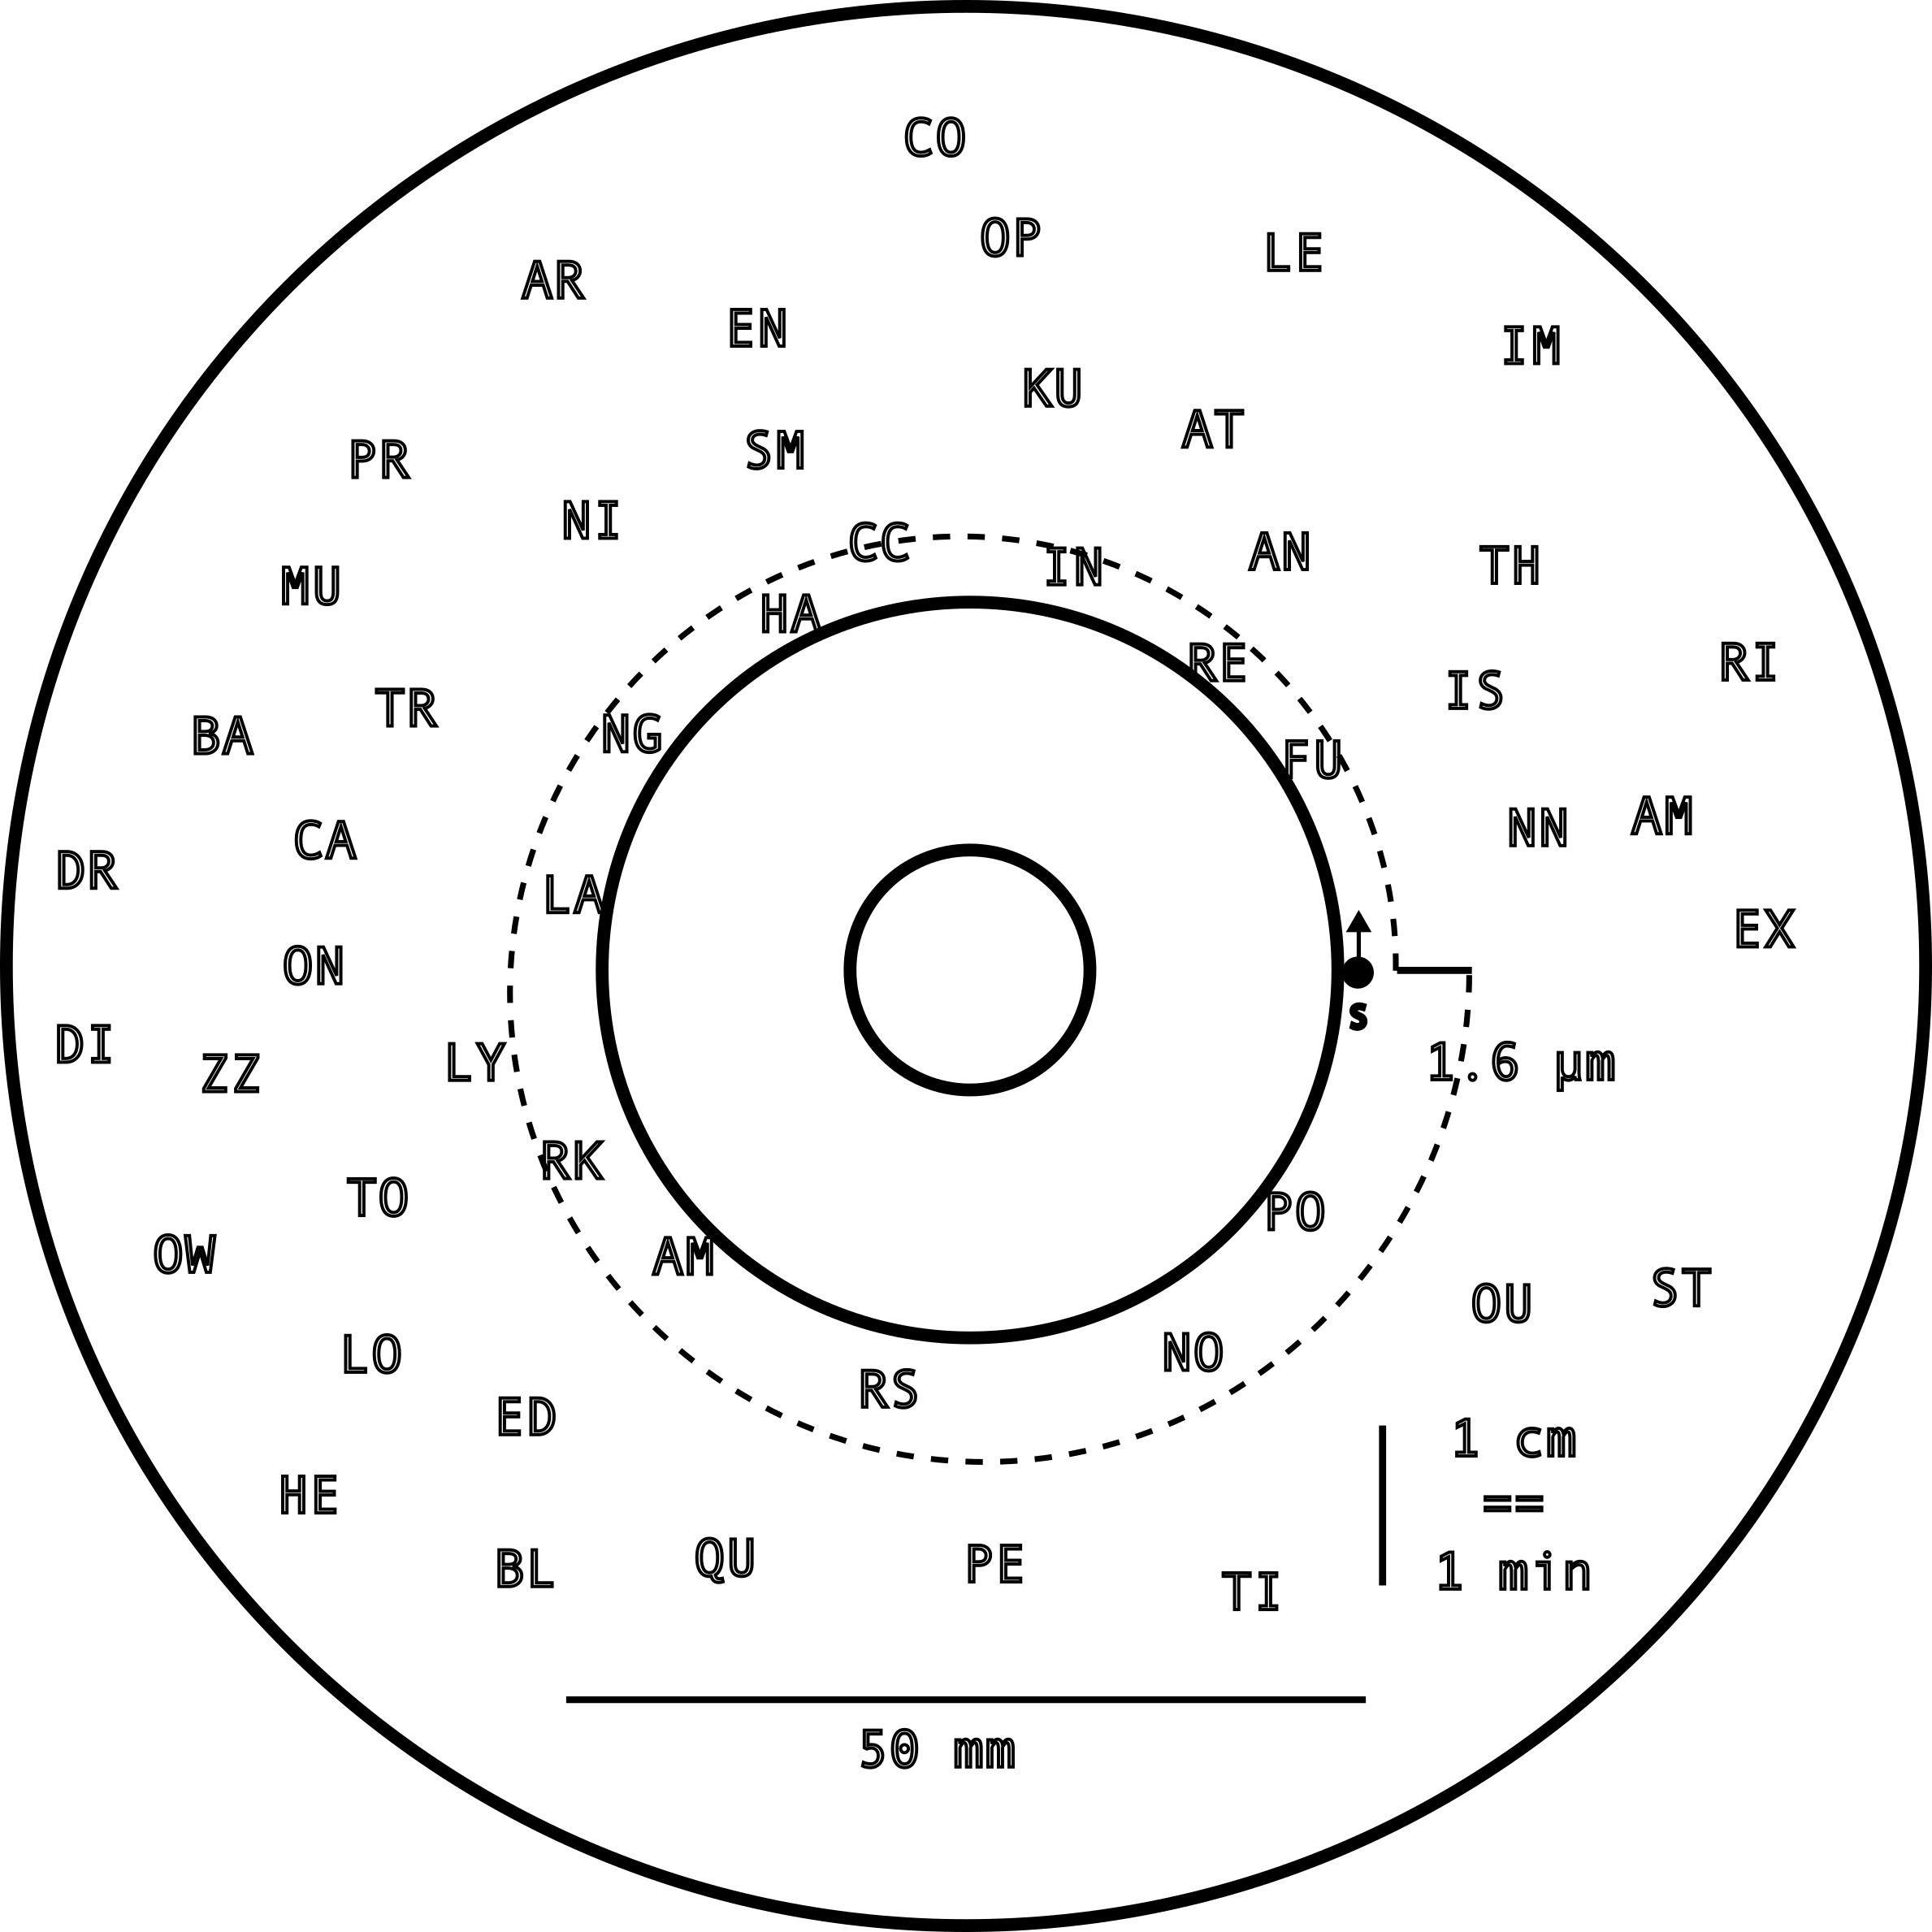 CO
OP
LE
AR
EN
IM
KU
AT
SM
PR
NI
CC
AN
IN
TH
MU
HA
RE
RI
IS
TR
BA
NG
FU
AM
NN
CA
DR
LA
EX
ON
s
DI
ZZ
LY
1.6 µm
RK
TO
PO
OW
AM
ST
OU
LO
NO
RS
ED
1 cm
HE
==
QU
PE
BL
1 min
TI
50 mm